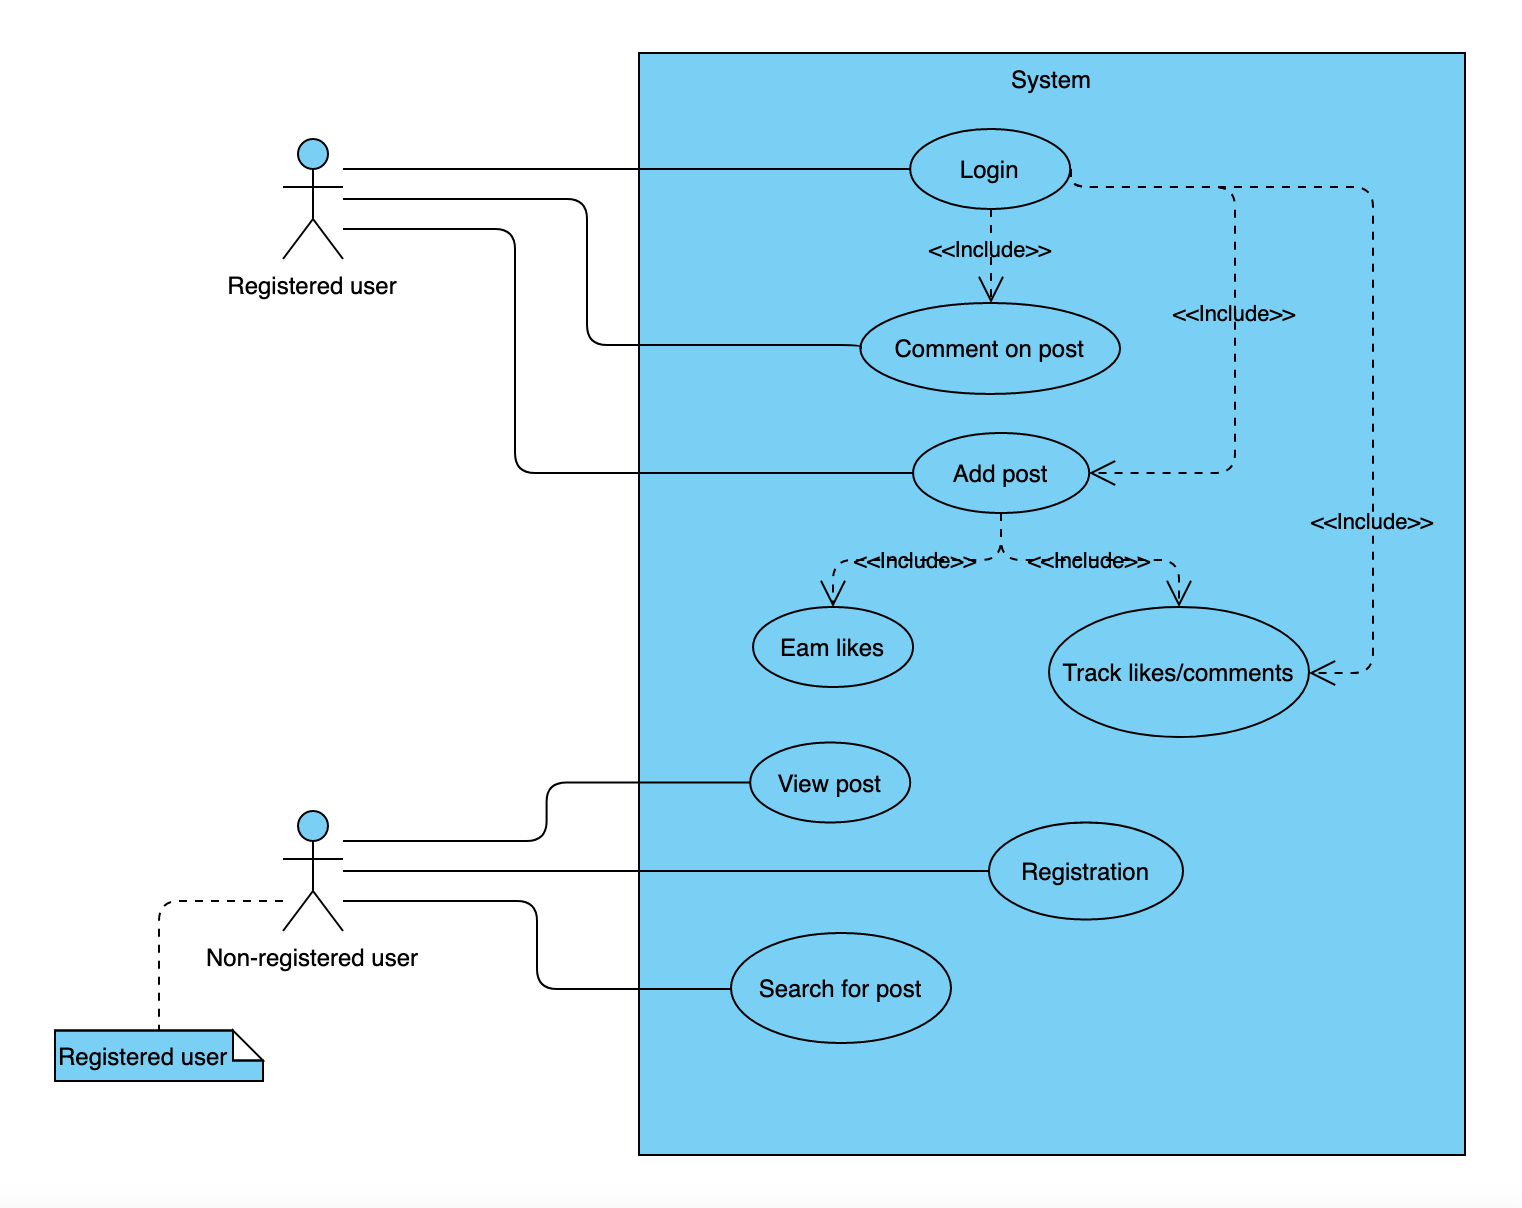 System
Login
<<Include>>
Registered user
<<Include>>
Comment on post
Add post
<<Include>>
<<Include>>
<<Include>>
Eam likes
Track likes/comments
View post
Registration
Non-registered user
Search for post
Registered user